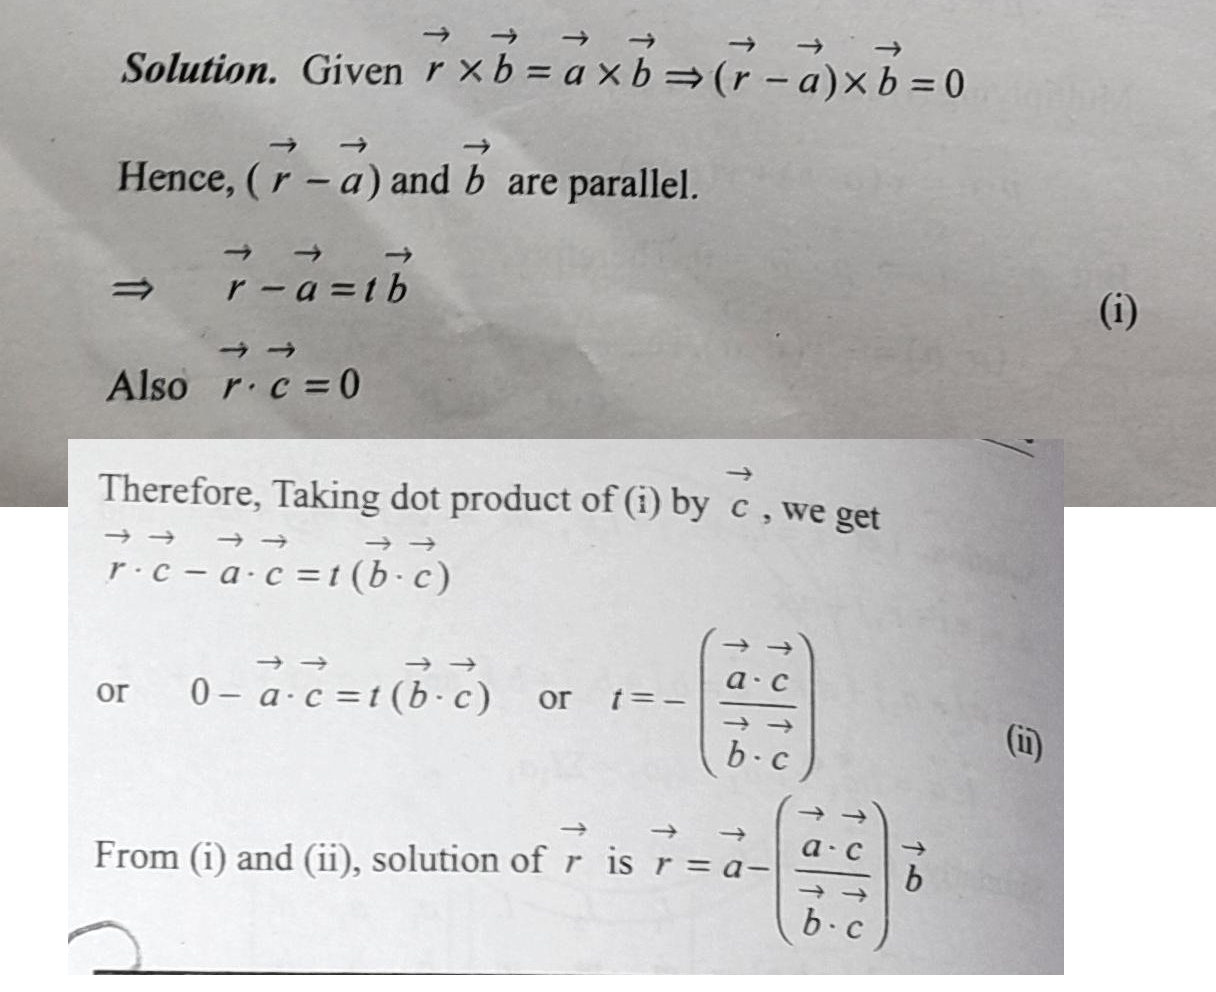 Solution. Given $\vec{r} \times \vec{b} = \vec{a} \times \vec{b} \Rightarrow (\vec{r} - \vec{a}) \times \vec{b} = 0$
Hence, $(\vec{r} - \vec{a})$ and $\vec{b}$ are parallel.
$\Rightarrow \vec{r} - \vec{a} = t\vec{b}$ (i)
Also $\vec{r} \cdot \vec{c} = 0$
Therefore, Taking dot product of (i) by $\vec{c}$, we get
$\vec{r} \cdot \vec{c} - \vec{a} \cdot \vec{c} = t(\vec{b} \cdot \vec{c})$
or $0 - \vec{a} \cdot \vec{c} = t(\vec{b} \cdot \vec{c})$ or $t = -\left(\frac{\vec{a} \cdot \vec{c}}{\vec{b} \cdot \vec{c}}\right)$ (ii)
From (i) and (ii), solution of $\vec{r}$ is $\vec{r} = \vec{a} - \left(\frac{\vec{a} \cdot \vec{c}}{\vec{b} \cdot \vec{c}}\right)\vec{b}$